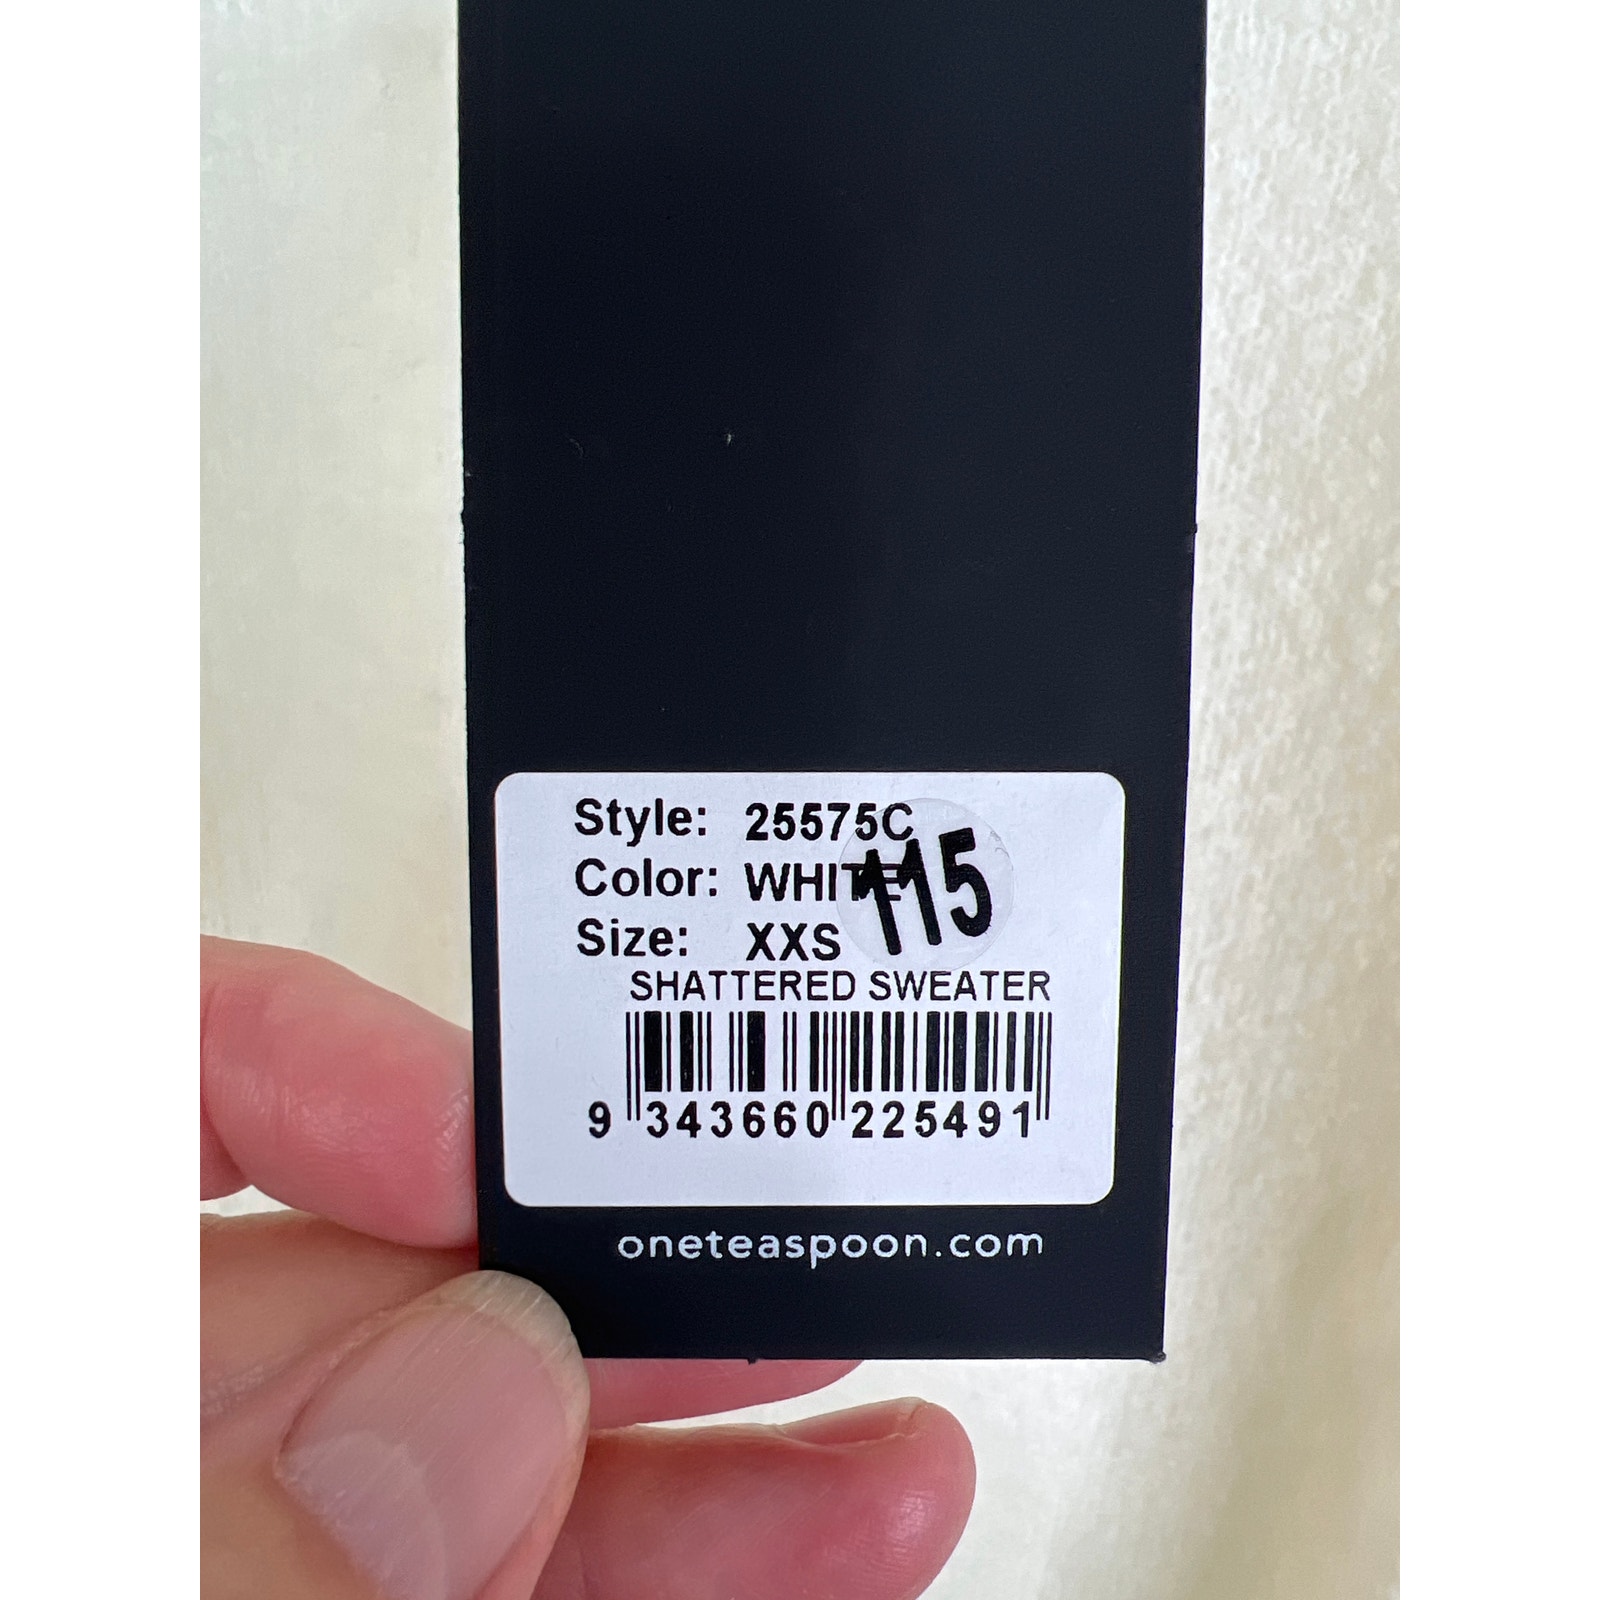 Style: 25575C
Color: WHITE
115
Size: XXS
SHATTERED SWEATER
9 343660 225491
oneteaspoon.com